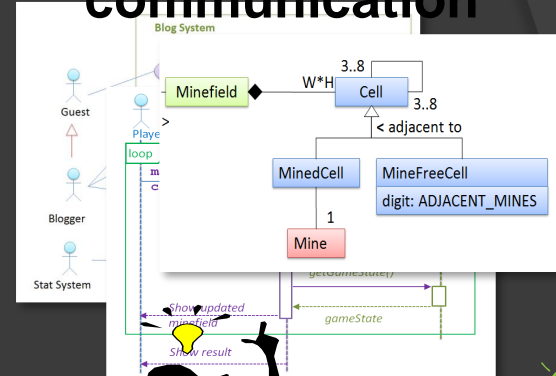 communication
Blog System
Guest
Blogger
Stat System
Playe
loop
m
c
>
Minefield
W*H
3..8
Cell
3..8
< adjacent to
MinedCell
MineFreeCell
digit: ADJACENT_MINES
1
Mine
getGameState()
gameState
Show updated
minefield
Show result